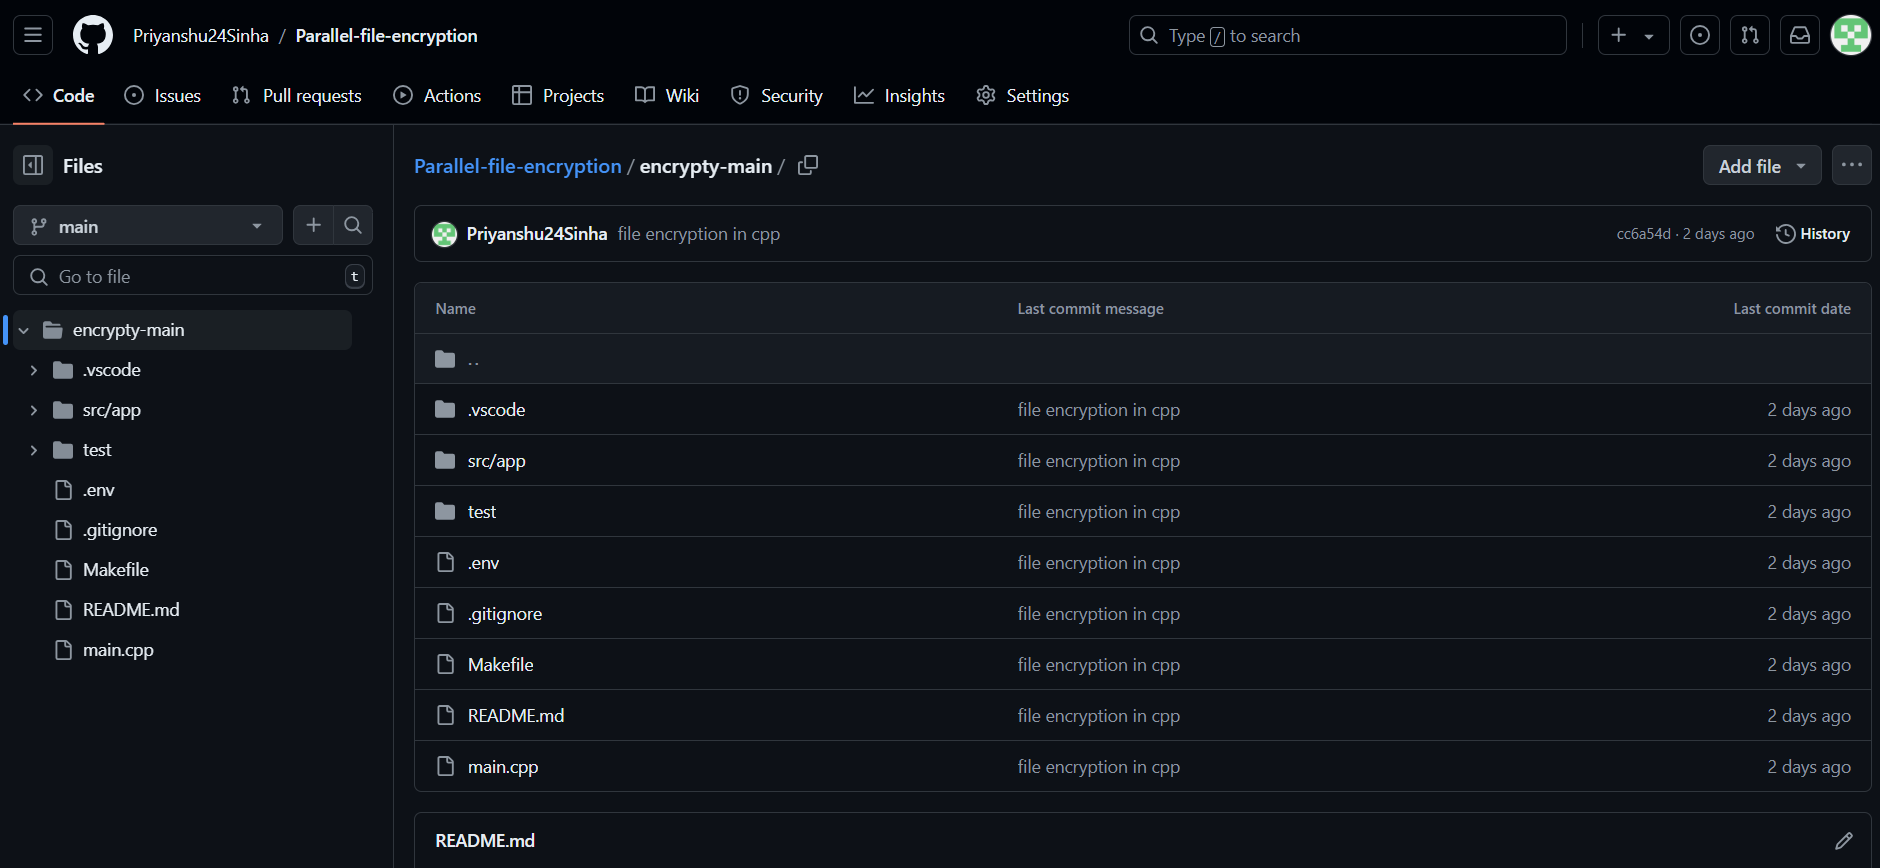 Priyanshu24Sinha / Parallel-file-encryption
Type / to search
Code Issues Pull requests Actions Projects Wiki Security Insights Settings
Files
main
Go to file t
encrypty-main
.vscode
src/app
test
.env
.gitignore
Makefile
README.md
main.cpp
Parallel-file-encryption / encrypty-main /
Add file
Priyanshu24Sinha file encryption in cpp cc6a54d · 2 days ago History
Name Last commit message Last commit date
..
.vscode file encryption in cpp 2 days ago
src/app file encryption in cpp 2 days ago
test file encryption in cpp 2 days ago
.env file encryption in cpp 2 days ago
.gitignore file encryption in cpp 2 days ago
Makefile file encryption in cpp 2 days ago
README.md file encryption in cpp 2 days ago
main.cpp file encryption in cpp 2 days ago
README.md